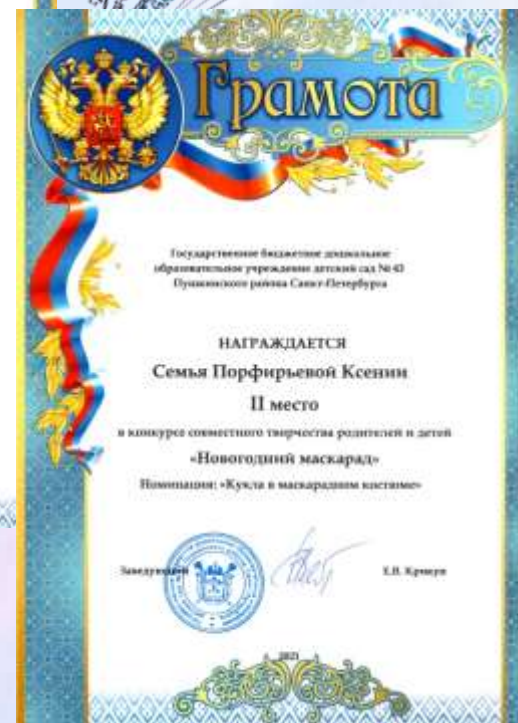 Грамота
Государственное бюджетное дошкольное
образовательное учреждение детский сад № 43
Пушкинского района Санкт-Петербурга
НАГРАЖДАЕТСЯ
Семья Порфирьевой Ксении
II место
в конкурсе совместного творчества родителей и детей
«Новогодний маскарад»
Номинация: «Кукла в маскарадном костюме»
Заведующий
Е.В.
2021